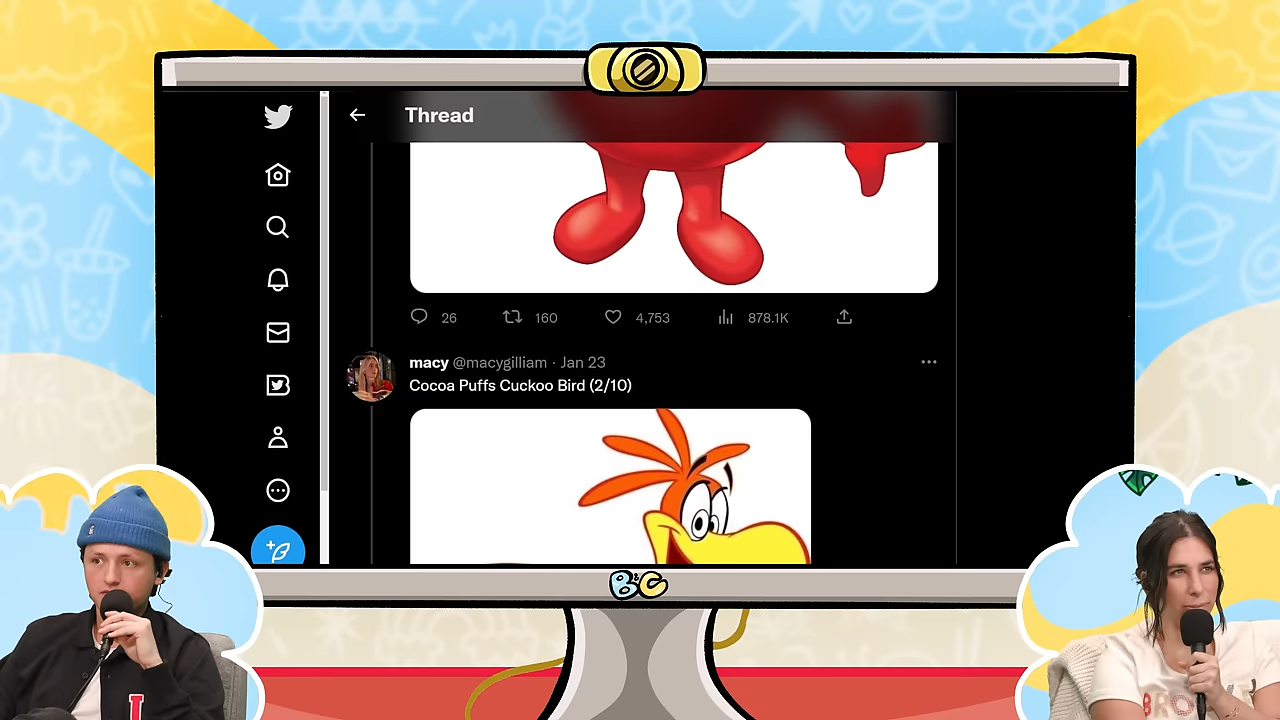 Thread
26 160 4,753 878.1K
macy @macygilliam · Jan 23
Cocoa Puffs Cuckoo Bird (2/10)
B&C